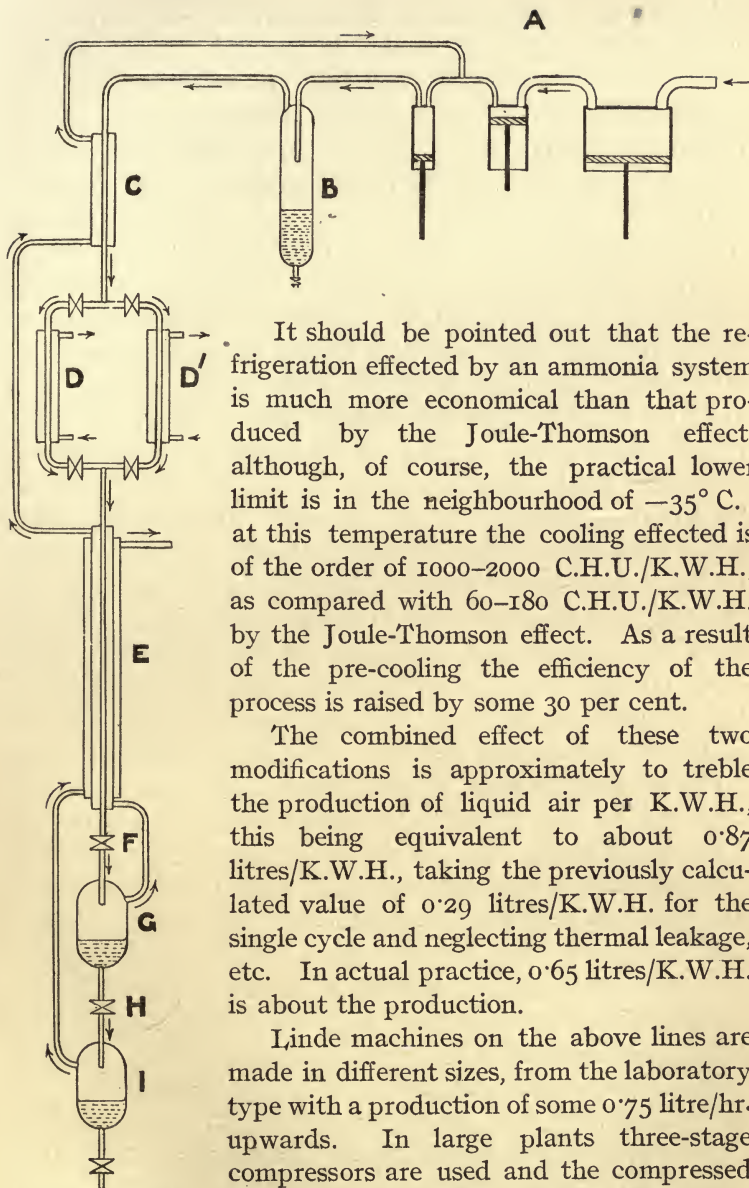 A
B
C
D
D′
E
F
G
H
I
It should be pointed out that the re-
frigeration effected by an ammonia system
is much more economical than that pro-
duced by the Joule-Thomson effect
although, of course, the practical lower
limit is in the neighbourhood of —35° C.
at this temperature the cooling effected is
of the order of 1000–2000 C.H.U./K.W.H.
as compared with 60–180 C.H.U./K.W.H.
by the Joule-Thomson effect. As a result
of the pre-cooling the efficiency of the
process is raised by some 30 per cent.
The combined effect of these two
modifications is approximately to treble
the production of liquid air per K.W.H.,
this being equivalent to about 0·87
litres/K.W.H., taking the previously calcu-
lated value of 0·29 litres/K.W.H. for the
single cycle and neglecting thermal leakage,
etc. In actual practice, 0·65 litres/K.W.H.
is about the production.
Linde machines on the above lines are
made in different sizes, from the laboratory
type with a production of some 0·75 litre/hr.
upwards. In large plants three-stage
compressors are used and the compressed